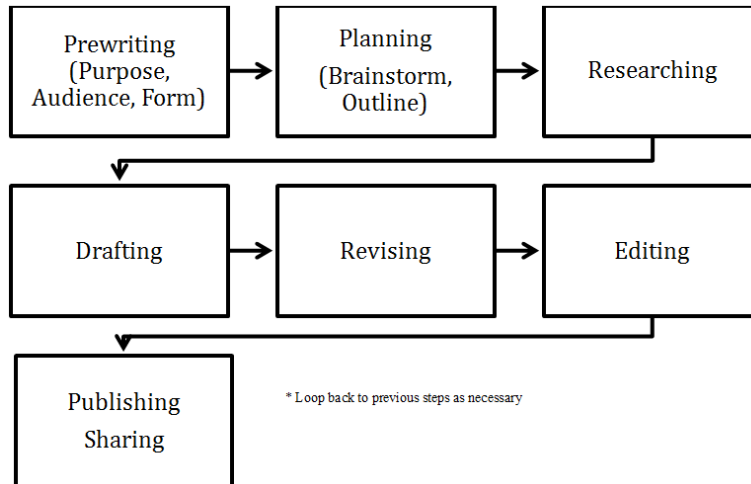 Prewriting
(Purpose,
Audience, Form)
Planning
(Brainstorm,
Outline)
Researching
Drafting
Revising
Editing
Publishing
Sharing
* Loop back to previous steps as necessary